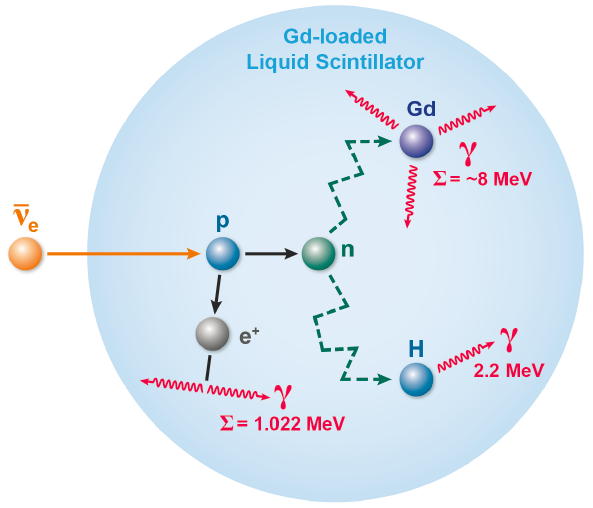 Gd-loaded
Liquid Scintillator
Gd
γ
Σ = ~8 MeV
ν̅e
p
n
e+
H
γ
2.2 MeV
γ
Σ = 1.022 MeV